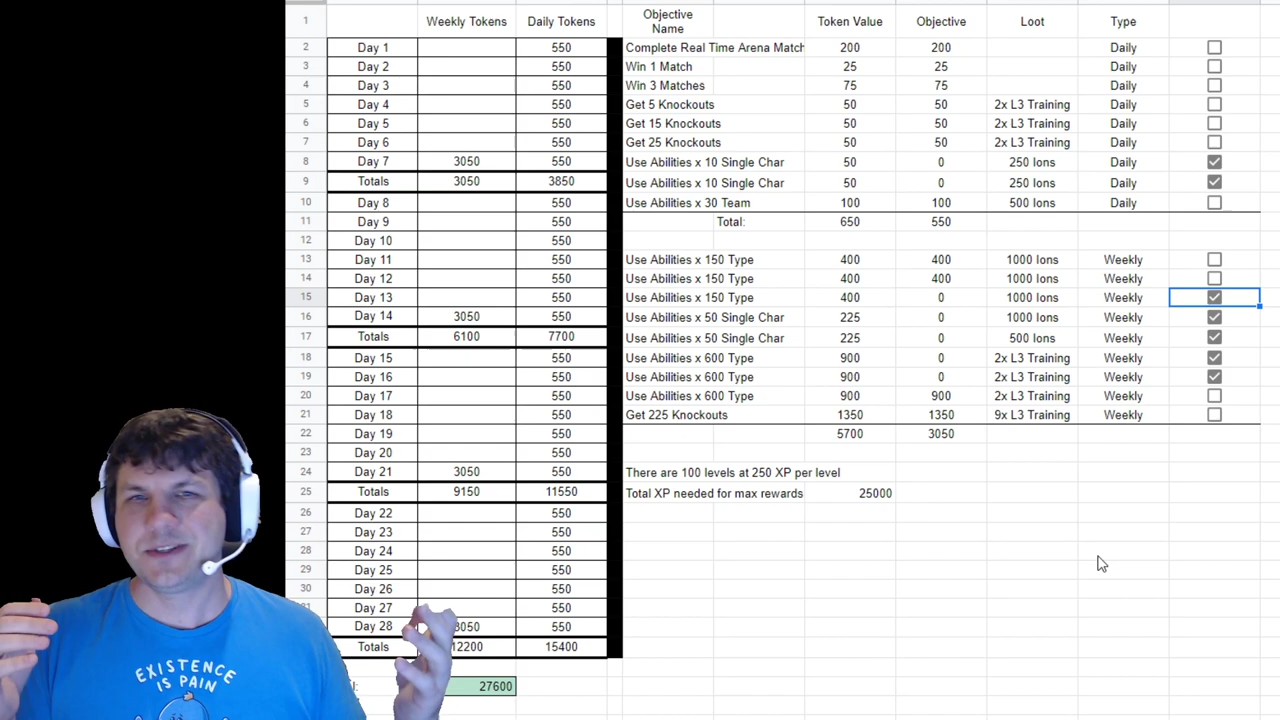 1 Weekly Tokens Daily Tokens Objective Name Token Value Objective Loot Type
2 Day 1 550 Complete Real Time Arena Match 200 200 Daily
3 Day 2 550 Win 1 Match 25 25 Daily
4 Day 3 550 Win 3 Matches 75 75 Daily
5 Day 4 550 Get 5 Knockouts 50 50 2x L3 Training Daily
6 Day 5 550 Get 15 Knockouts 50 50 2x L3 Training Daily
7 Day 6 550 Get 25 Knockouts 50 50 2x L3 Training Daily
8 Day 7 3050 550 Use Abilities x 10 Single Char 50 0 250 Ions Daily
9 Totals 3050 3850 Use Abilities x 10 Single Char 50 0 250 Ions Daily
10 Day 8 550 Use Abilities x 30 Team 100 100 500 Ions Daily
11 Day 9 550 Total: 650 550
12 Day 10 550
13 Day 11 550 Use Abilities x 150 Type 400 400 1000 Ions Weekly
14 Day 12 550 Use Abilities x 150 Type 400 400 1000 Ions Weekly
15 Day 13 550 Use Abilities x 150 Type 400 0 1000 Ions Weekly
16 Day 14 3050 550 Use Abilities x 50 Single Char 225 0 1000 Ions Weekly
17 Totals 6100 7700 Use Abilities x 50 Single Char 225 0 500 Ions Weekly
18 Day 15 550 Use Abilities x 600 Type 900 0 2x L3 Training Weekly
19 Day 16 550 Use Abilities x 600 Type 900 0 2x L3 Training Weekly
20 Day 17 550 Use Abilities x 600 Type 900 900 2x L3 Training Weekly
21 Day 18 550 Get 225 Knockouts 1350 1350 9x L3 Training Weekly
22 Day 19 550 5700 3050
23 Day 20 550
24 Day 21 3050 550 There are 100 levels at 250 XP per level
25 Totals 9150 11550 Total XP needed for max rewards 25000
26 Day 22 550
27 Day 23 550
28 Day 24 550
29 Day 25 550
30 Day 26 550
Day 27 550
Day 28 3050 550
Totals 12200 15400
27600
EXISTENCE
IS PAIN